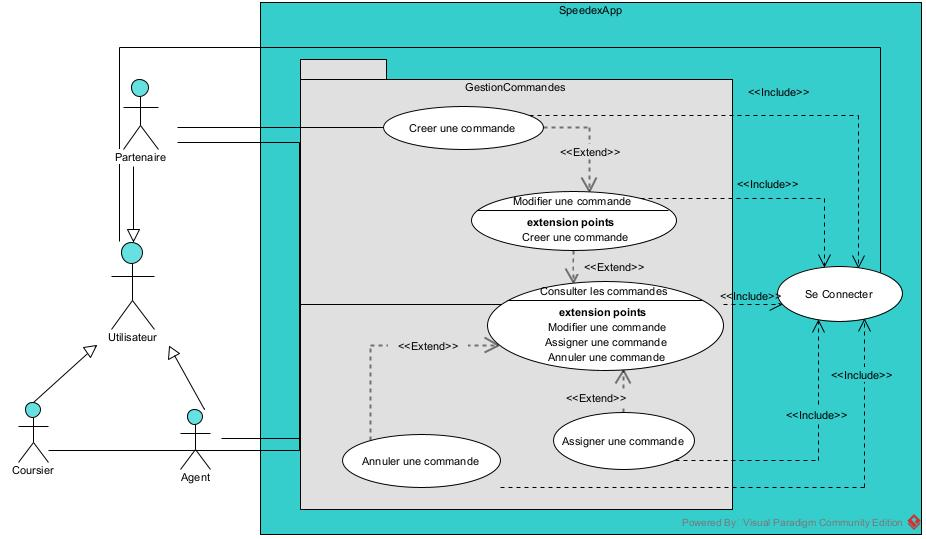 SpeedexApp
GestionCommandes
<<Include>>
Creer une commande
<<Extend>>
Partenaire
<<Include>>
Modifier une commande
extension points
Creer une commande
<<Extend>>
Consulter les commandes
<<Include>>
Se Connecter
extension points
Modifier une commande
Assigner une commande
Annuler une commande
Utilisateur
<<Extend>>
<<Include>>
<<Extend>>
<<Include>>
Assigner une commande
Annuler une commande
Coursier
Agent
Powered By: Visual Paradigm Community Edition